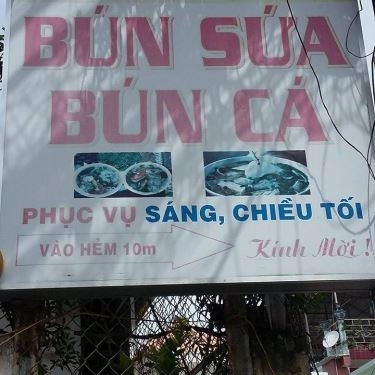 BÚN SỨA
BÚN CÁ
PHỤC VỤ SÁNG, CHIỀU TỐI
VÀO HẺM 10m
Kính Mời !